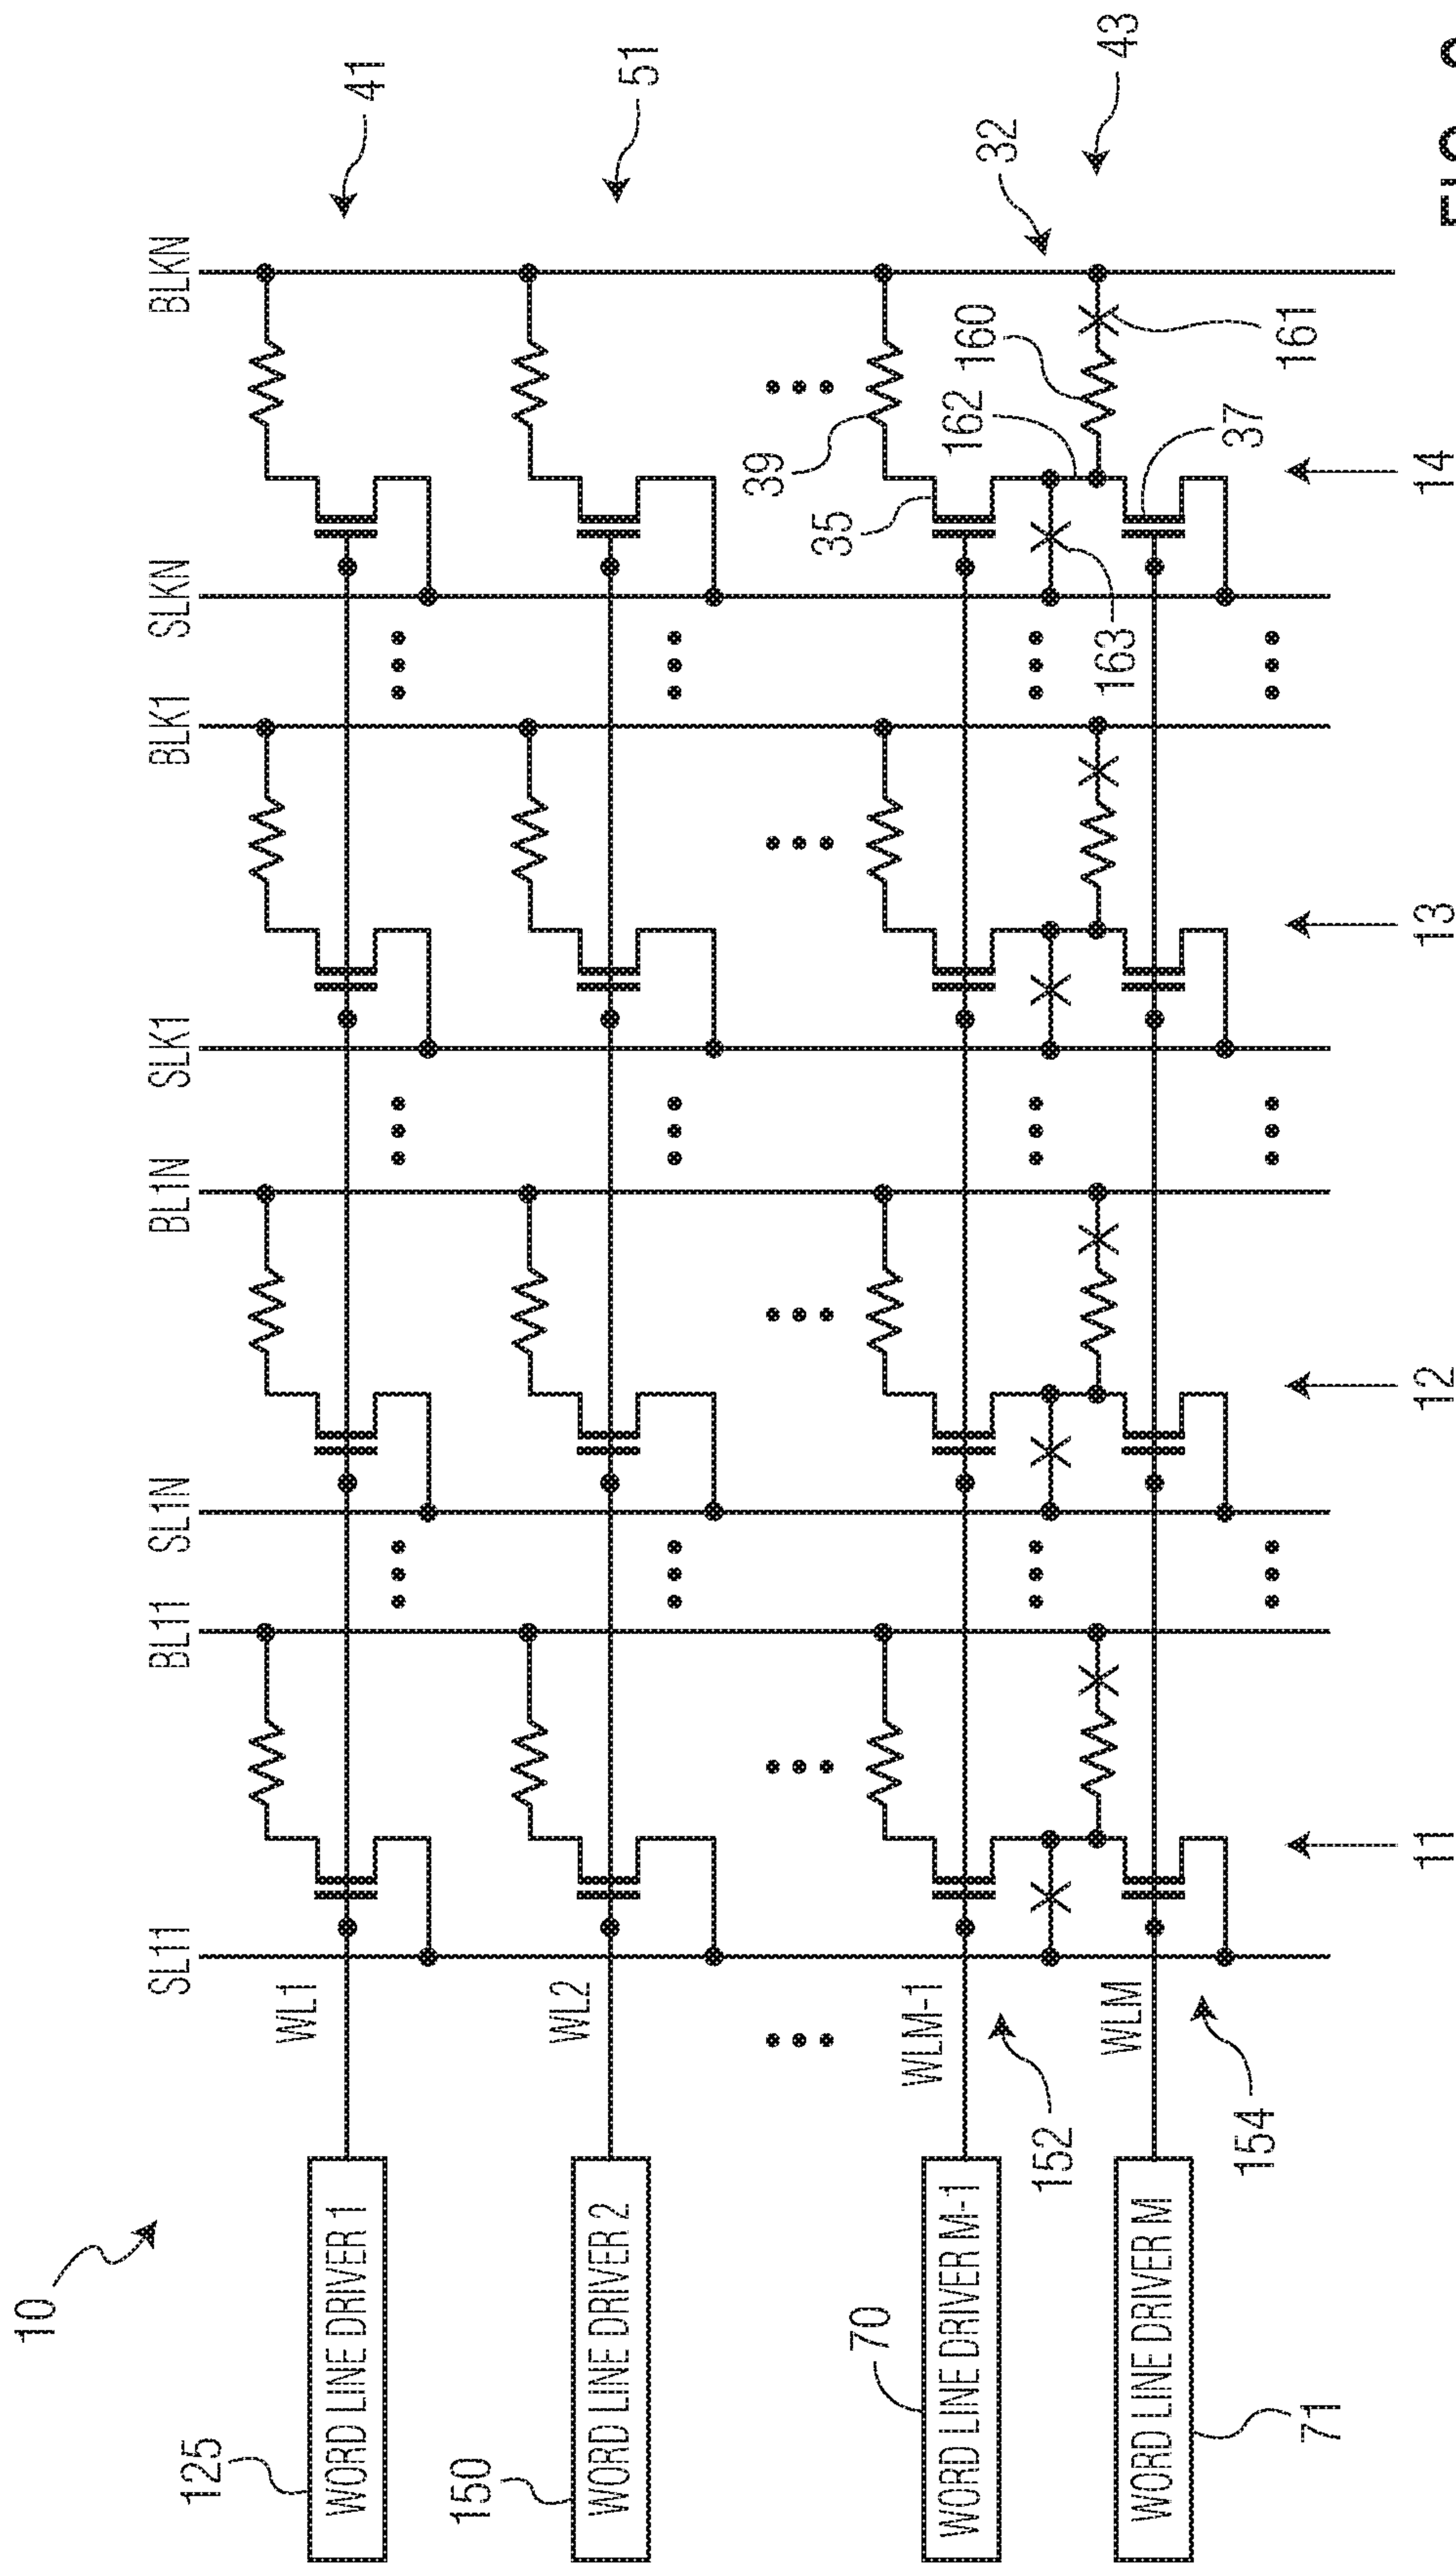 10
SL11
BL11
SL1N
BL1N
SLK1
BLK1
SLKN
BLKN
125
WORD LINE DRIVER 1
WL1
41
150
WORD LINE DRIVER 2
WL2
51
39
35
162
160
32
70
WORD LINE DRIVER M-1
WLM-1
152
163
161
43
WORD LINE DRIVER M
WLM
71
154
37
11
12
13
14